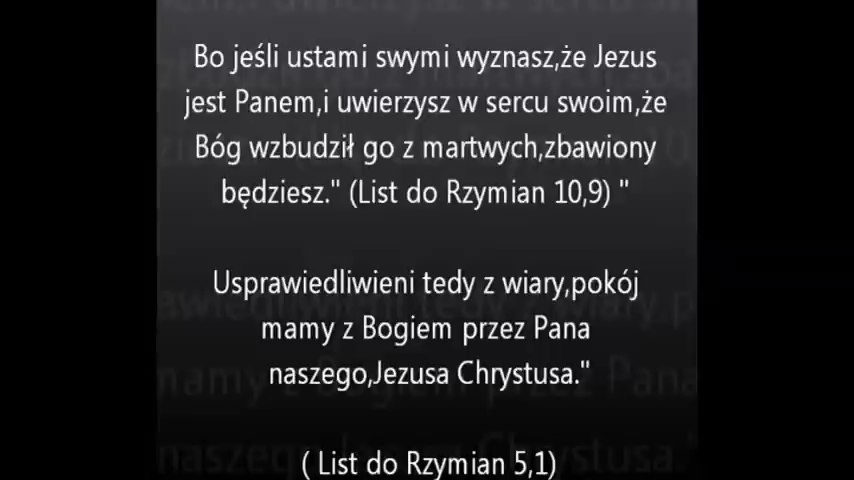 Bo jeśli ustami swymi wyznasz,że Jezus
jest Panem,i uwierzysz w sercu swoim,że
Bóg wzbudził go z martwych,zbawiony
będziesz." (List do Rzymian 10,9) "
Usprawiedliwieni tedy z wiary,pokój
mamy z Bogiem przez Pana
naszego,Jezusa Chrystusa."
( List do Rzymian 5,1)